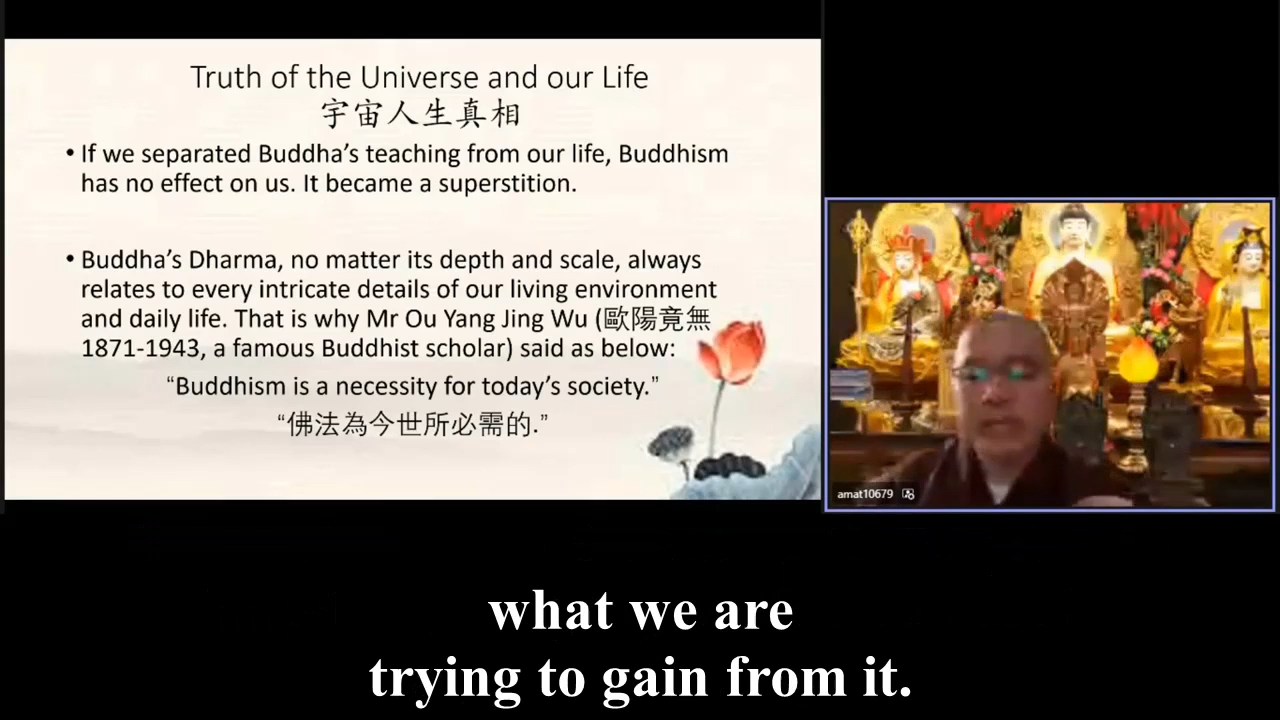 Truth of the Universe and our Life
宇宙人生真相
• If we separated Buddha's teaching from our life, Buddhism
has no effect on us. It became a superstition.
• Buddha's Dharma, no matter its depth and scale, always
relates to every intricate details of our living environment
and daily life. That is why Mr Ou Yang Jing Wu (歐陽竟無
1871-1943, a famous Buddhist scholar) said as below:
“Buddhism is a necessity for today's society.”
“佛法為今世所必需的.”
amat10679
what we are
trying to gain from it.